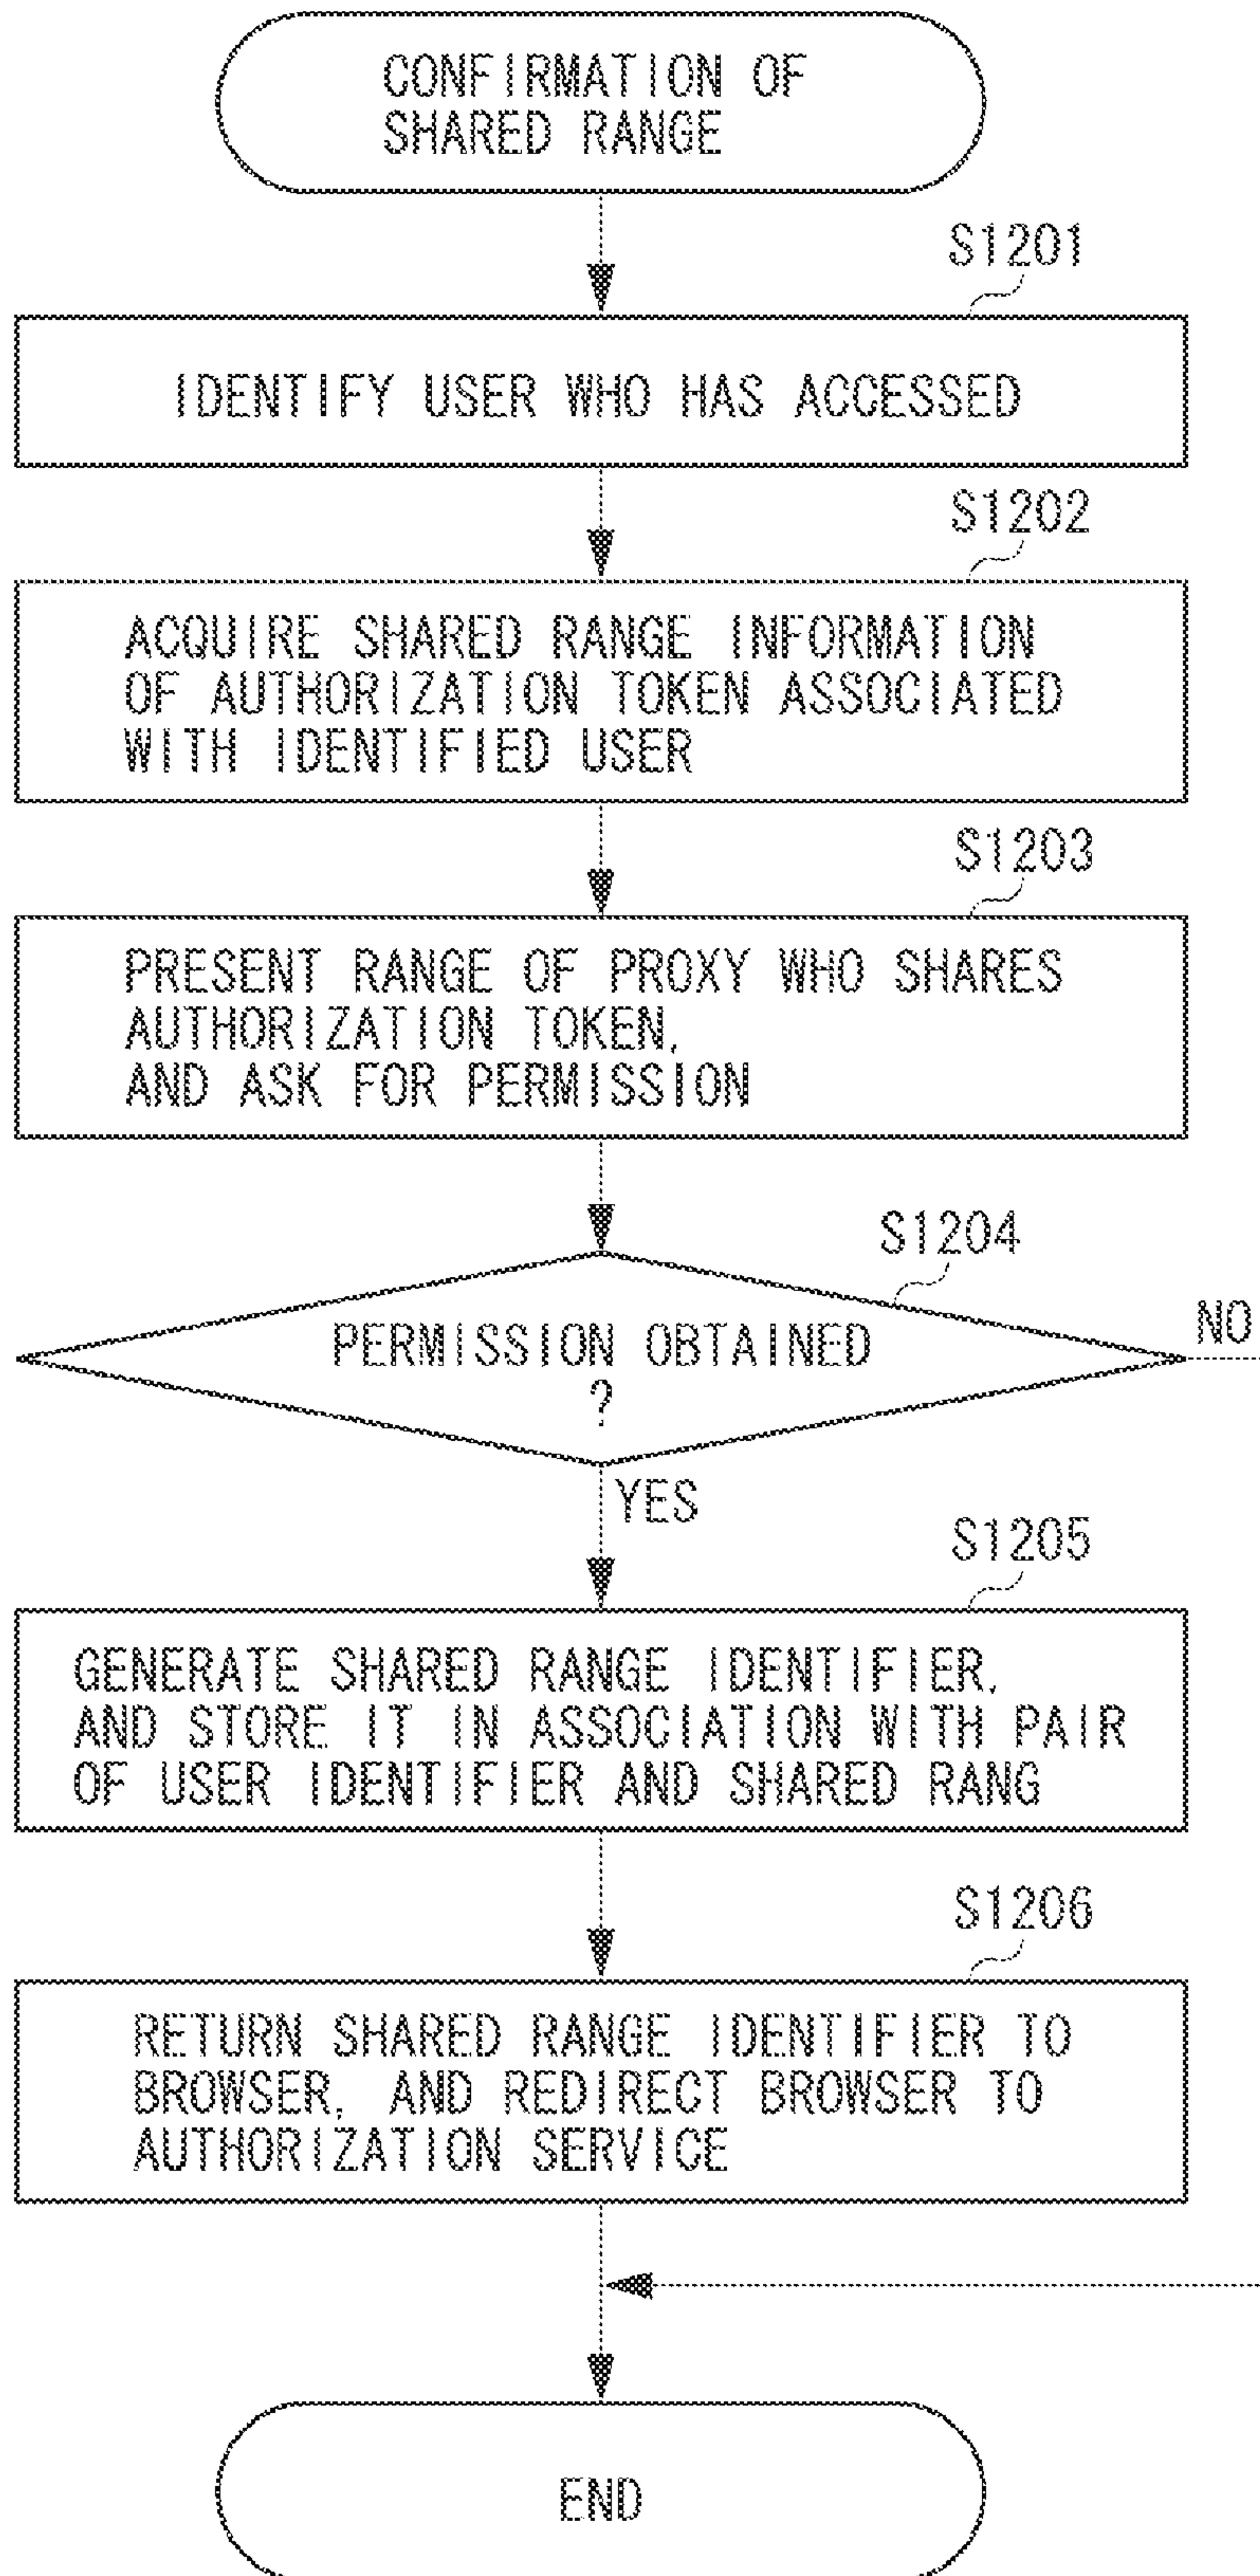 CONFIRMATION OF
SHARED RANGE
S1201
IDENTIFY USER WHO HAS ACCESSED
S1202
ACQUIRE SHARED RANGE INFORMATION
OF AUTHORIZATION TOKEN ASSOCIATED
WITH IDENTIFIED USER
S1203
PRESENT RANGE OF PROXY WHO SHARES
AUTHORIZATION TOKEN,
AND ASK FOR PERMISSION
S1204
NO
PERMISSION OBTAINED
?
YES
S1205
GENERATE SHARED RANGE IDENTIFIER,
AND STORE IT IN ASSOCIATION WITH PAIR
OF USER IDENTIFIER AND SHARED RANG
S1206
RETURN SHARED RANGE IDENTIFIER TO
BROWSER, AND REDIRECT BROWSER TO
AUTHORIZATION SERVICE
END